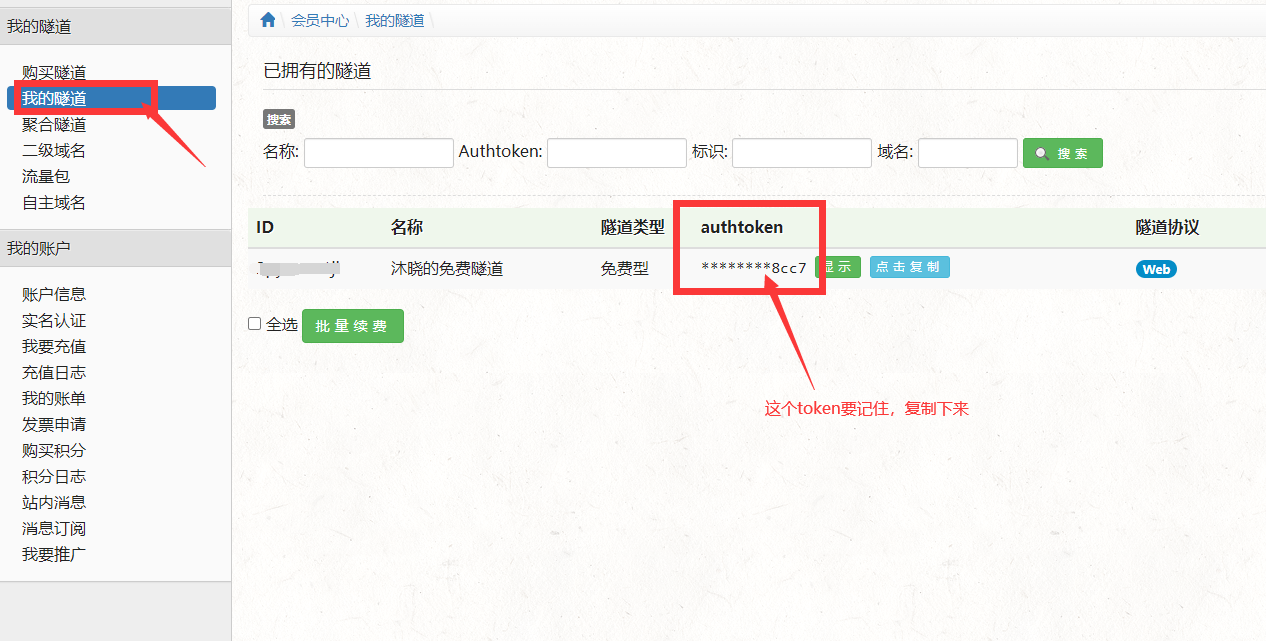 我的隧道
购买隧道
我的隧道
聚合隧道
二级域名
流量包
自主域名
我的账户
账户信息
实名认证
我要充值
充值日志
我的账单
发票申请
购买积分
积分日志
站内消息
消息订阅
我要推广
会员中心 我的隧道
已拥有的隧道
搜索
名称: Authtoken: 标识: 域名: 搜 索
ID 名称 隧道类型 authtoken 隧道协议
沐晓的免费隧道 免费型 ********8cc7 显 示 点 击 复 制 Web
全选 批 量 续 费
这个token要记住，复制下来